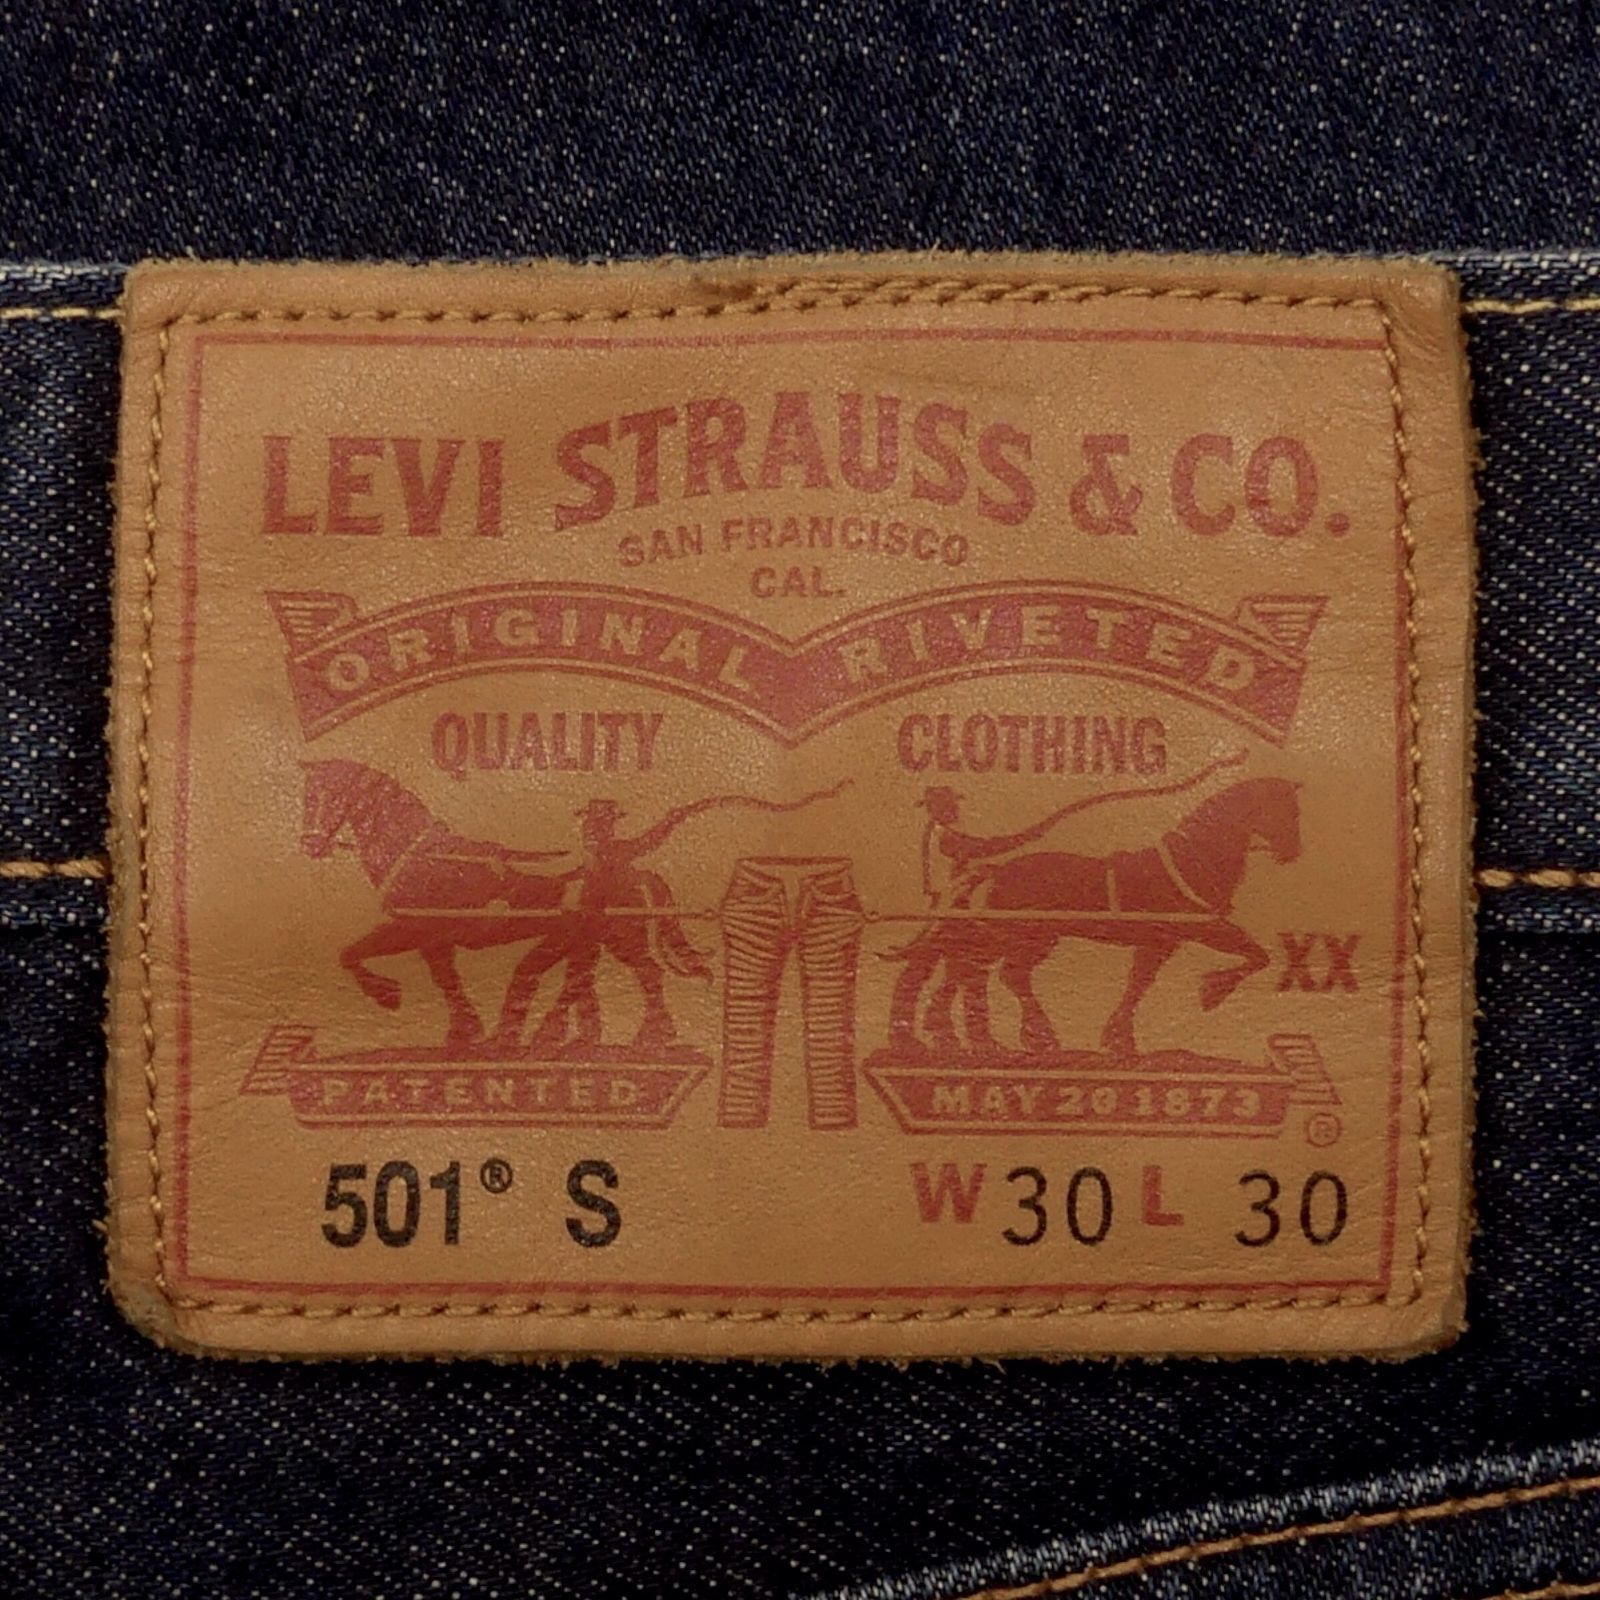 LEVI STRAUSS & CO.
SAN FRANCISCO
CAL.
ORIGINAL RIVETED
QUALITY CLOTHING
XX
PATENTED MAY 20 1873
®
501® S W 30 L 30